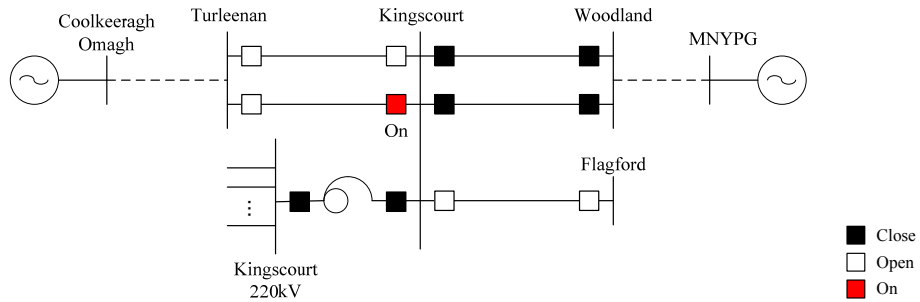 Coolkeeragh
Omagh
Turleenan
Kingscourt
Woodland
MNYPG
On
Flagford
Kingscourt
220kV
Close
Open
On